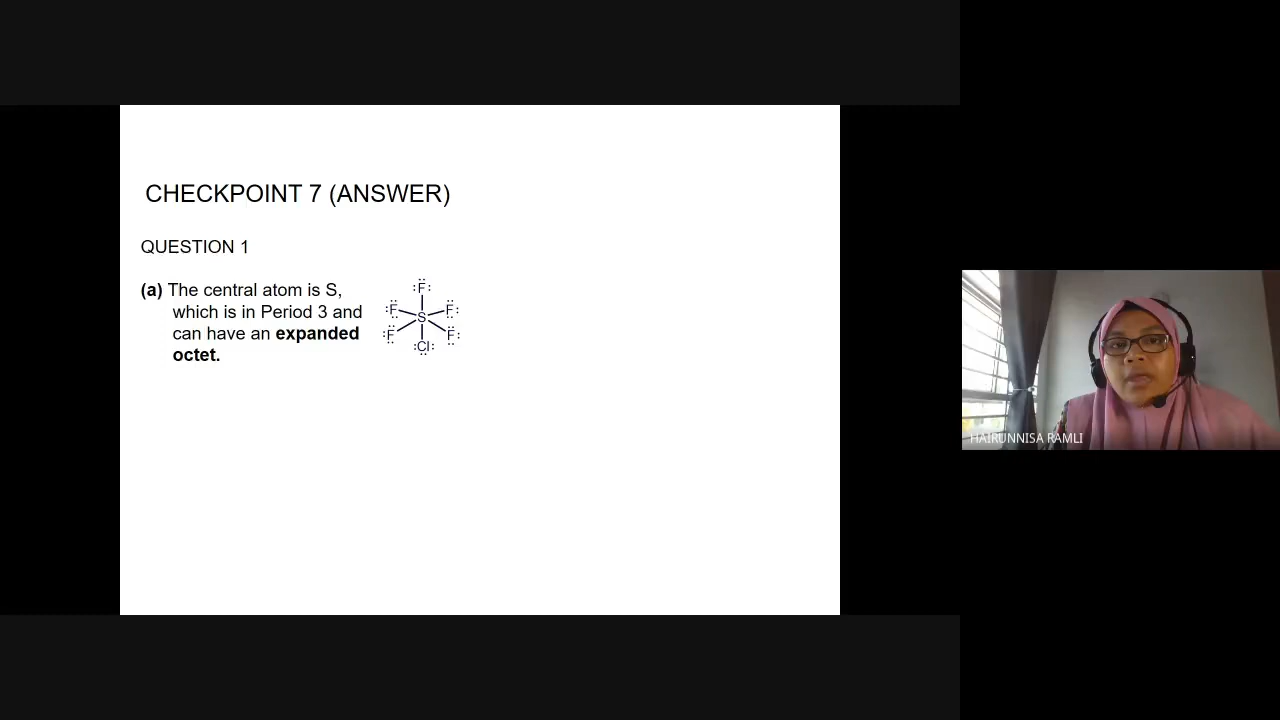 CHECKPOINT 7 (ANSWER)
QUESTION 1
(a) The central atom is S,
which is in Period 3 and
can have an expanded
octet.
F
F S F
F F
Cl
HAIRUNNISA RAMLI